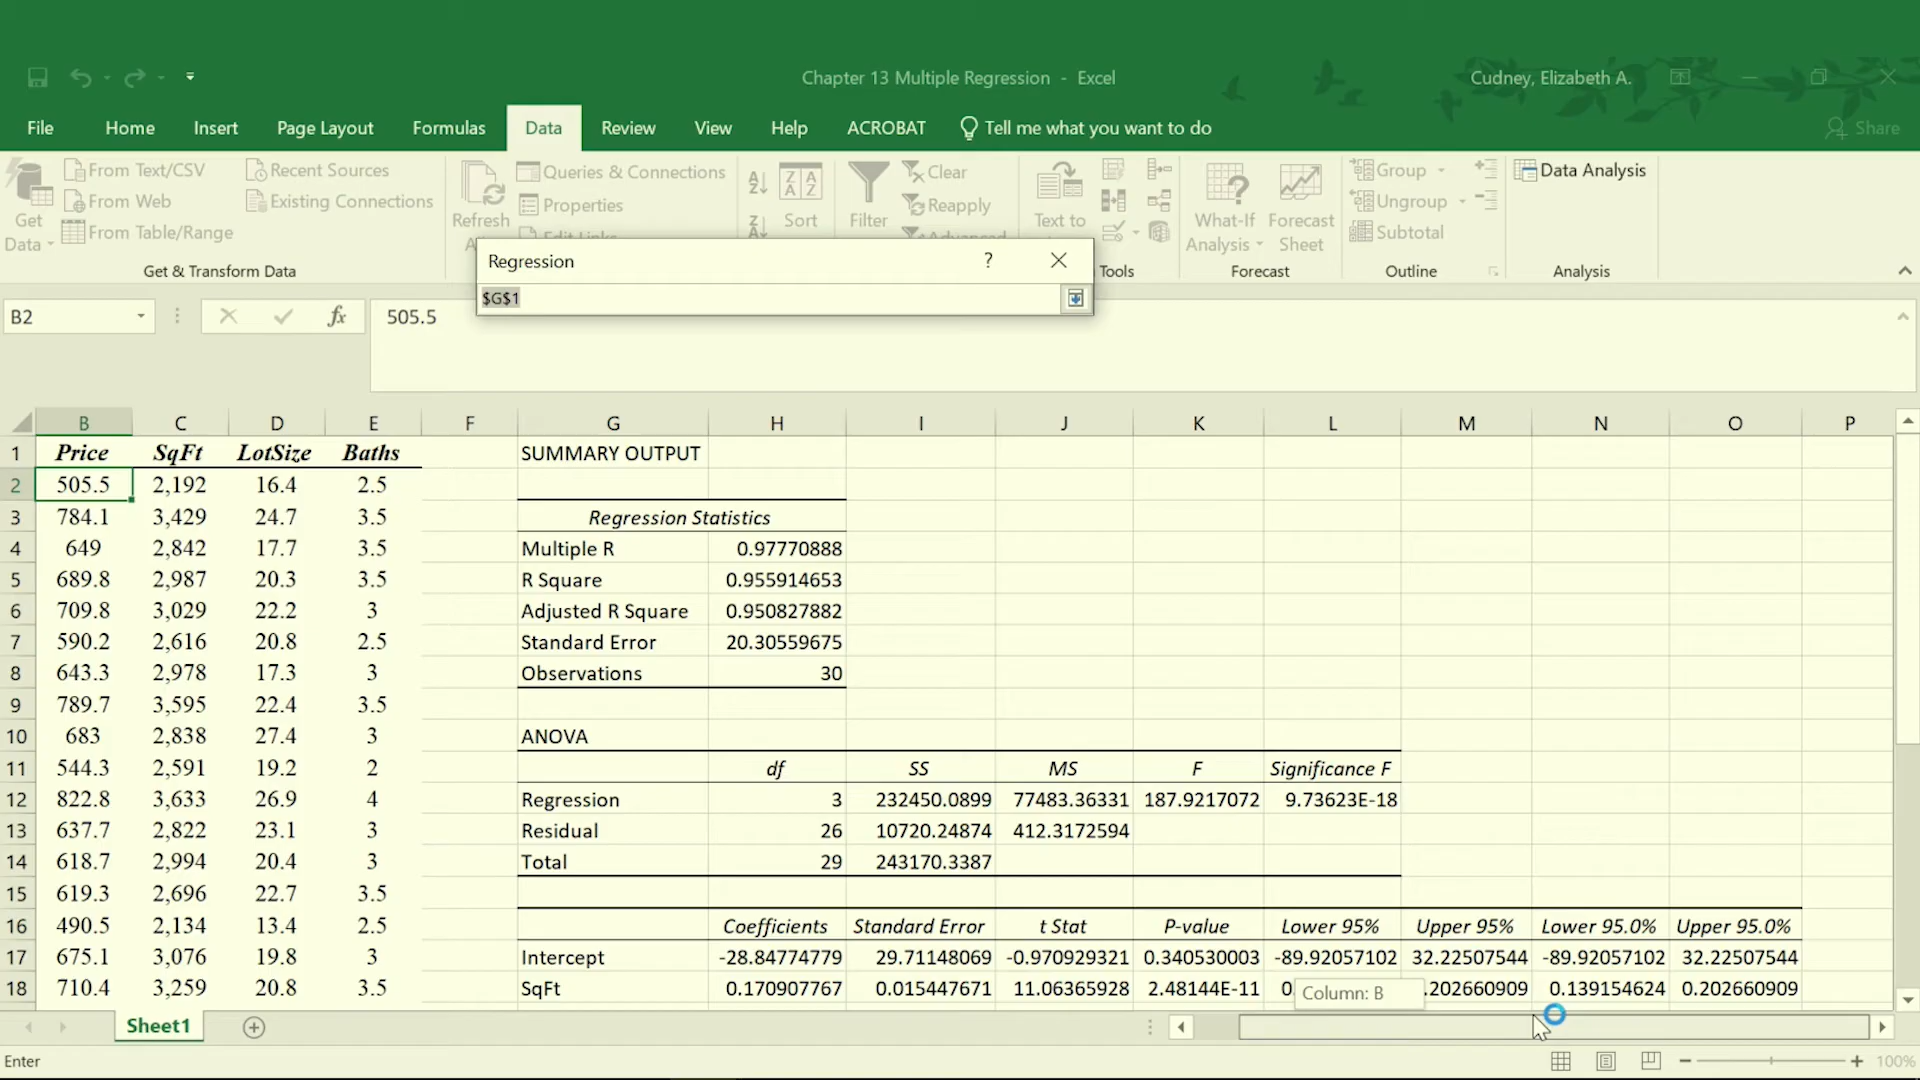 Chapter 13 Multiple Regression - Excel
Cudney, Elizabeth A.
File Home Insert Page Layout Formulas Data Review View Help ACROBAT Tell me what you want to do Share
Get Data
From Text/CSV
From Web
From Table/Range
Recent Sources
Existing Connections
Get & Transform Data
Refresh
Queries & Connections
Properties
Edit Links
Sort
Filter
Clear
Reapply
Advanced
Text to
Tools
What-If Analysis
Forecast Sheet
Forecast
Group
Ungroup
Subtotal
Outline
Data Analysis
Analysis
Regression ?
$G$1
B2 fx 505.5
B C D E F G H I J K L M N O P
1 Price SqFt LotSize Baths SUMMARY OUTPUT
2 505.5 2,192 16.4 2.5
3 784.1 3,429 24.7 3.5 Regression Statistics
4 649 2,842 17.7 3.5 Multiple R 0.97770888
5 689.8 2,987 20.3 3.5 R Square 0.955914653
6 709.8 3,029 22.2 3 Adjusted R Square 0.950827882
7 590.2 2,616 20.8 2.5 Standard Error 20.30559675
8 643.3 2,978 17.3 3 Observations 30
9 789.7 3,595 22.4 3.5
10 683 2,838 27.4 3 ANOVA
11 544.3 2,591 19.2 2 df SS MS F Significance F
12 822.8 3,633 26.9 4 Regression 3 232450.0899 77483.36331 187.9217072 9.73623E-18
13 637.7 2,822 23.1 3 Residual 26 10720.24874 412.3172594
14 618.7 2,994 20.4 3 Total 29 243170.3387
15 619.3 2,696 22.7 3.5
16 490.5 2,134 13.4 2.5 Coefficients Standard Error t Stat P-value Lower 95% Upper 95% Lower 95.0% Upper 95.0%
17 675.1 3,076 19.8 3 Intercept -28.84774779 29.71148069 -0.970929321 0.340530003 -89.92057102 32.22507544 -89.92057102 32.22507544
18 710.4 3,259 20.8 3.5 SqFt 0.170907767 0.015447671 11.06365928 2.48144E-11 0. .202660909 0.139154624 0.202660909
Column: B
Sheet1
Enter
100%